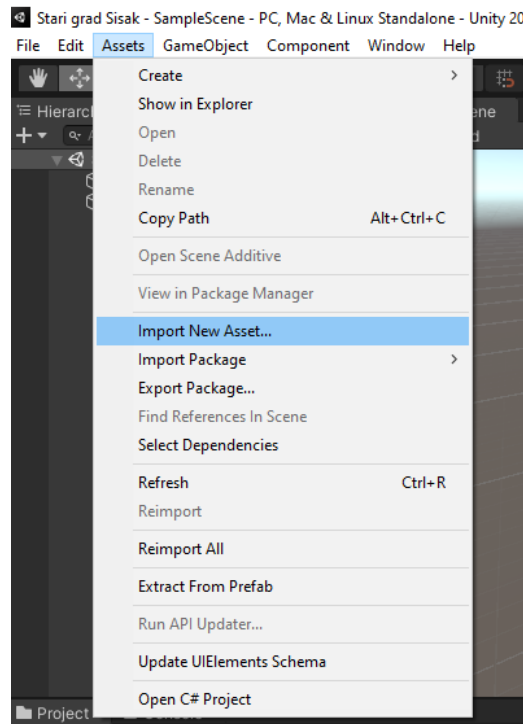 Stari grad Sisak - SampleScene - PC, Mac & Linux Standalone - Unity 20
File Edit Assets GameObject Component Window Help
Create
Show in Explorer
Open
Delete
Rename
Copy Path Alt+Ctrl+C
Open Scene Additive
View in Package Manager
Import New Asset...
Import Package
Export Package...
Find References In Scene
Select Dependencies
Refresh Ctrl+R
Reimport
Reimport All
Extract From Prefab
Run API Updater...
Update UIElements Schema
Open C# Project
Project